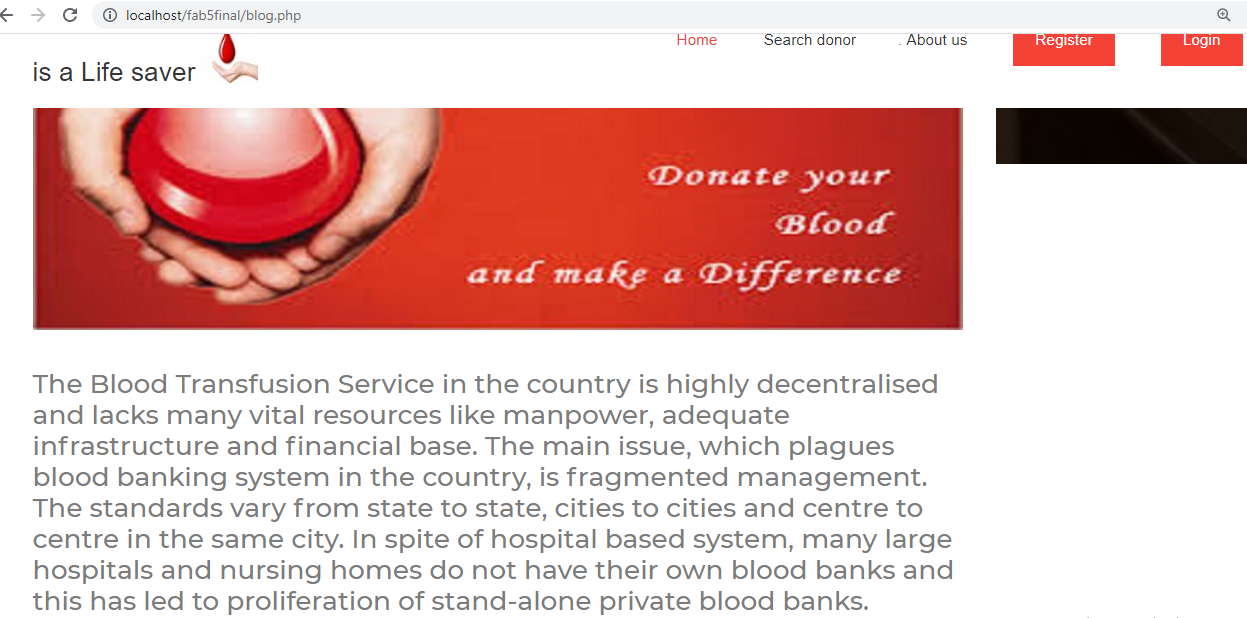 localhost/fab5final/blog.php
Home Search donor . About us Register Login
is a Life saver
Donate your
Blood
and make a Difference
The Blood Transfusion Service in the country is highly decentralised
and lacks many vital resources like manpower, adequate
infrastructure and financial base. The main issue, which plagues
blood banking system in the country, is fragmented management.
The standards vary from state to state, cities to cities and centre to
centre in the same city. In spite of hospital based system, many large
hospitals and nursing homes do not have their own blood banks and
this has led to proliferation of stand-alone private blood banks.